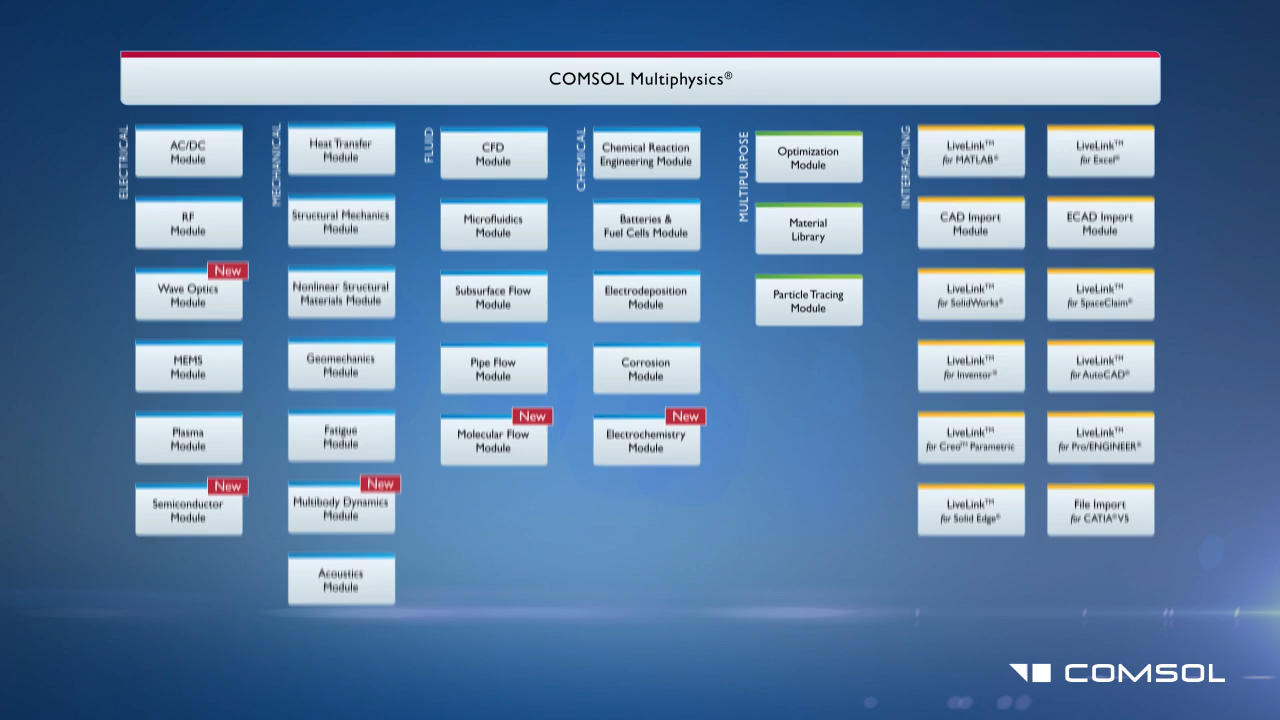 COMSOL Multiphysics®
ELECTRICAL
AC/DC
Module
RF
Module
New
Wave Optics
Module
MEMS
Module
Plasma
Module
New
Semiconductor
Module
MECHANICAL
Heat Transfer
Module
Structural Mechanics
Module
Nonlinear Structural
Materials Module
Geomechanics
Module
Fatigue
Module
New
Multibody Dynamics
Module
Acoustics
Module
FLUID
CFD
Module
Microfluidics
Module
Subsurface Flow
Module
Pipe Flow
Module
New
Molecular Flow
Module
CHEMICAL
Chemical Reaction
Engineering Module
Batteries &
Fuel Cells Module
Electrodeposition
Module
Corrosion
Module
New
Electrochemistry
Module
MULTIPURPOSE
Optimization
Module
Material
Library
Particle Tracing
Module
INTERFACING
LiveLink™
for MATLAB®
CAD Import
Module
LiveLink™
for SolidWorks®
LiveLink™
for Inventor®
LiveLink™
for Creo™ Parametric
LiveLink™
for Solid Edge®
LiveLink™
for Excel®
ECAD Import
Module
LiveLink™
for SpaceClaim®
LiveLink™
for AutoCAD®
LiveLink™
for Pro/ENGINEER®
File Import
for CATIA® V5
COMSOL